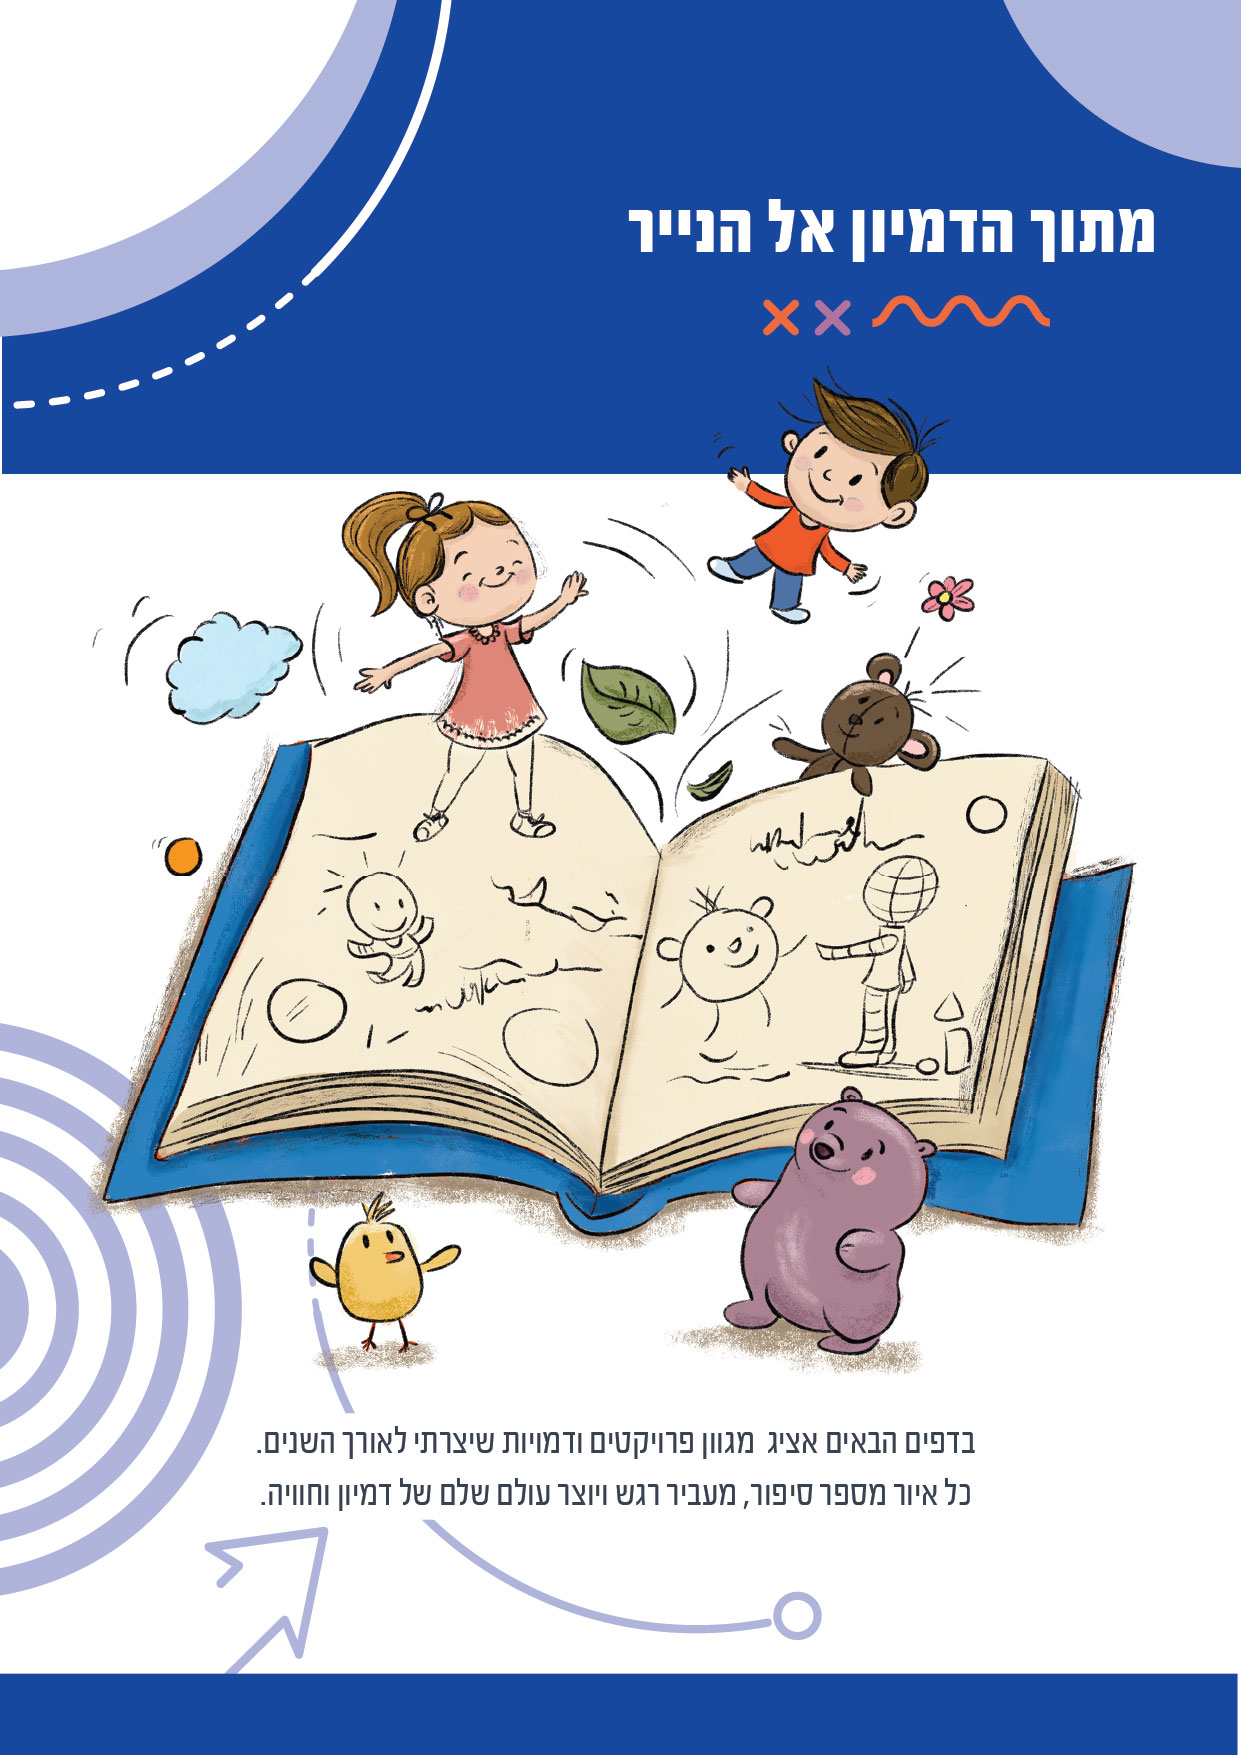 מתוך הדמיון אל הנייר
בדפים הבאים אציג מגוון פרויקטים ודמויות שיצרתי לאורך השנים.
כל איור מספר סיפור, מעביר רגש ויוצר עולם שלם של דמיון וחוויה.